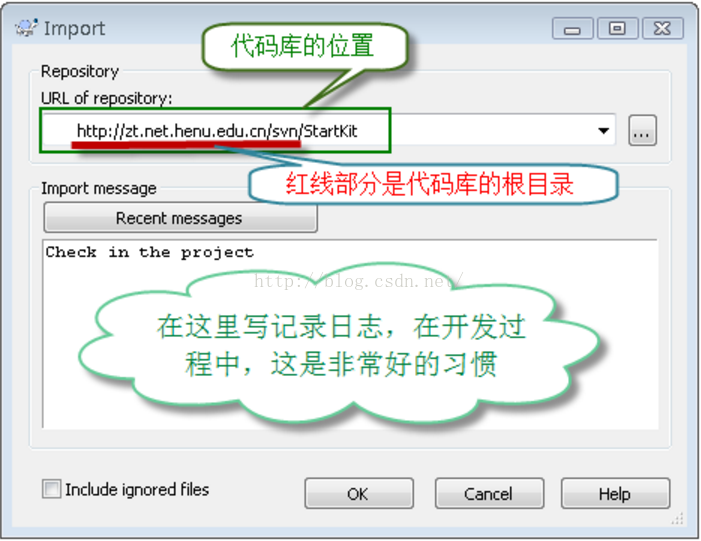 Import
代码库的位置
Repository
URL of repository:
http://zt.net.henu.edu.cn/svn/StartKit
...
红线部分是代码库的根目录
Import message
Recent messages
Check in the project
http://blog.csdn.net/
在这里写记录日志，在开发过
程中，这是非常好的习惯
Include ignored files
OK
Cancel
Help